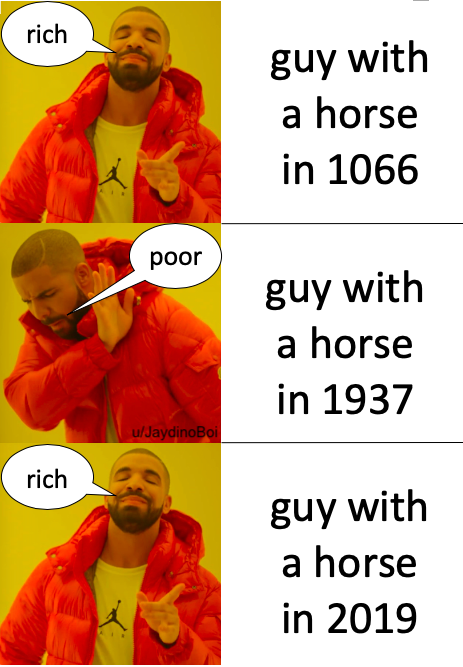 rich
guy with
a horse
in 1066
poor
guy with
a horse
in 1937
u/JaydinoBoi
rich
guy with
a horse
in 2019